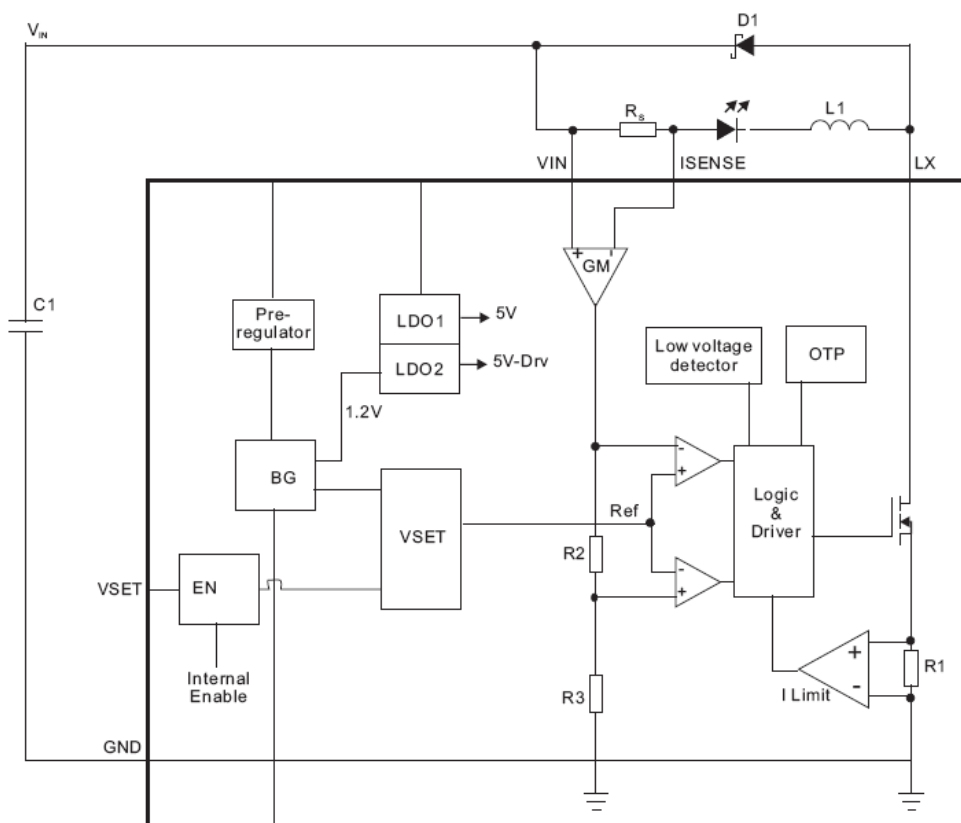 D1
VIN
L1
Rs
VIN
ISENSE
LX
+
-
GM
C1
Pre-
regulator
LDO1
5V
LDO2
5V-Drv
Low voltage
detector
OTP
1.2V
BG
-
+
VSET
Ref
Logic
&
Driver
R2
VSET
EN
-
+
Internal
Enable
R3
+
-
I Limit
R1
GND